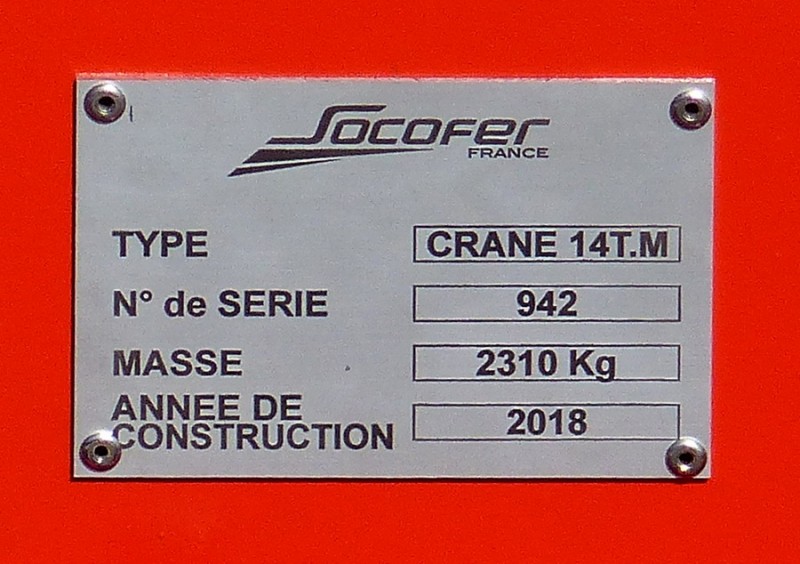 Socofer
FRANCE
TYPE CRANE 14T.M
N° de SERIE 942
MASSE 2310 Kg
ANNEE DE
CONSTRUCTION 2018